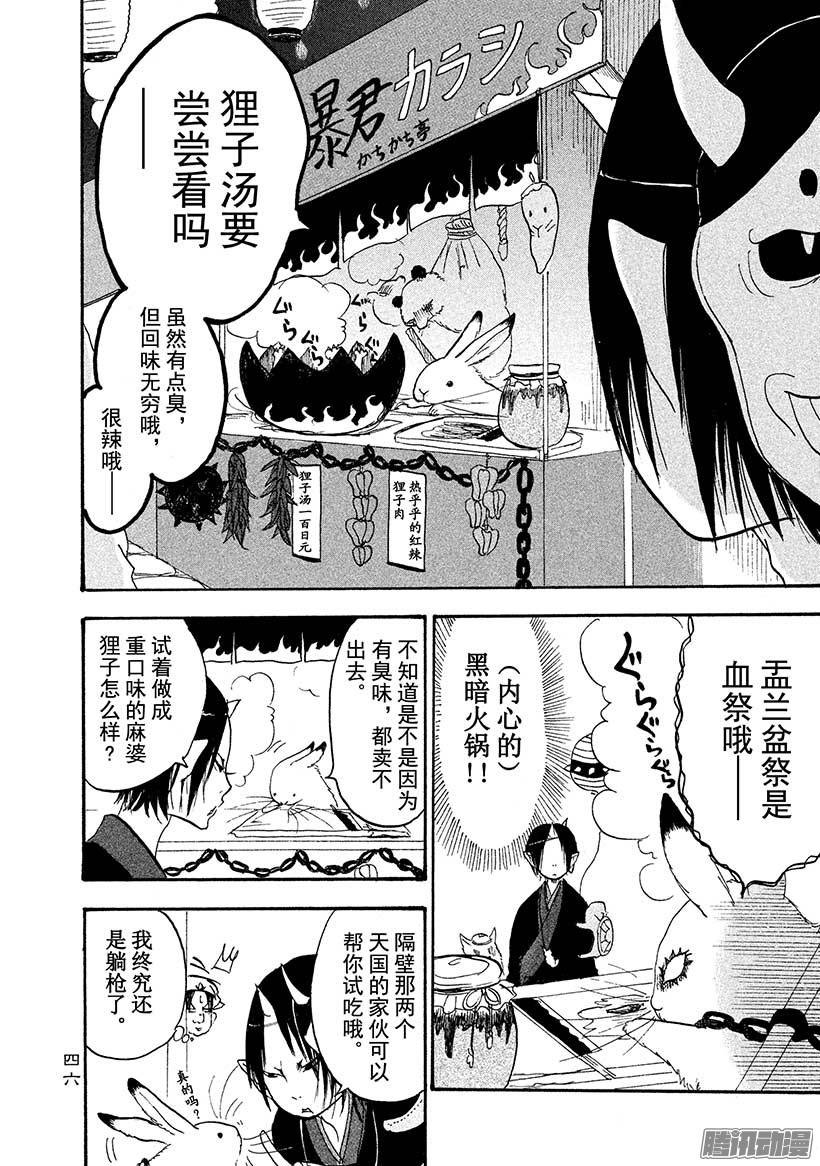 暴君カラシ
かちかち亭
狸子汤要
尝尝看吗
——
虽然有点臭，
但回味无穷哦，
很辣哦——
ぐらぐら
ぐらぐら
热乎乎的红辣
狸子肉
狸子汤一百日元
盂兰盆祭是
血祭哦——
ぐらぐらぐらぐら
（内心的）
黑暗火锅!!
不知道是不是因为
有臭味，都卖不
出去。
试着做成
重口味的麻婆
狸子怎么样？
隔壁那两个
天国的家伙可以
帮你试吃哦。
我终究还
是躺枪了。
真的吗？
四六
腾讯动漫